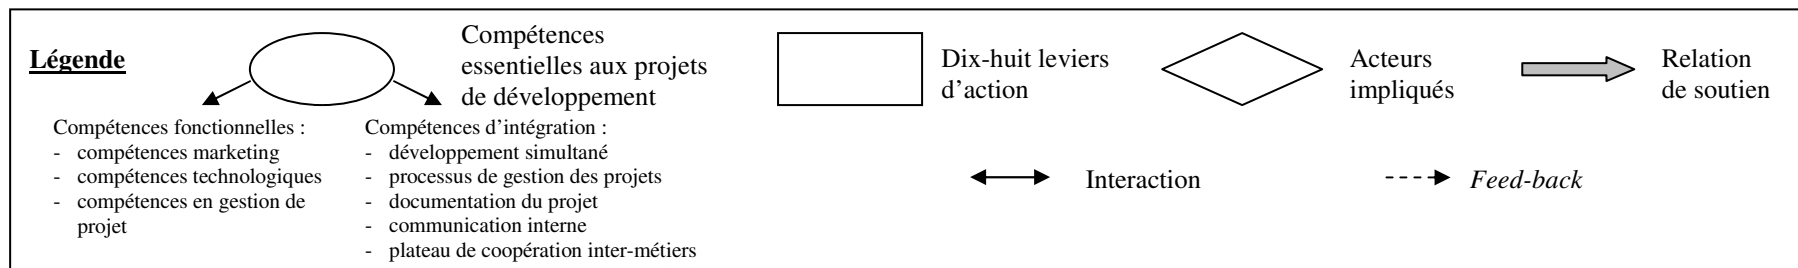 Légende
Compétences
essentielles aux projets
de développement
Compétences fonctionnelles :
- compétences marketing
- compétences technologiques
- compétences en gestion de
projet
Compétences d’intégration :
- développement simultané
- processus de gestion des projets
- documentation du projet
- communication interne
- plateau de coopération inter-métiers
Dix-huit leviers
d’action
Acteurs
impliqués
Relation
de soutien
Interaction
Feed-back